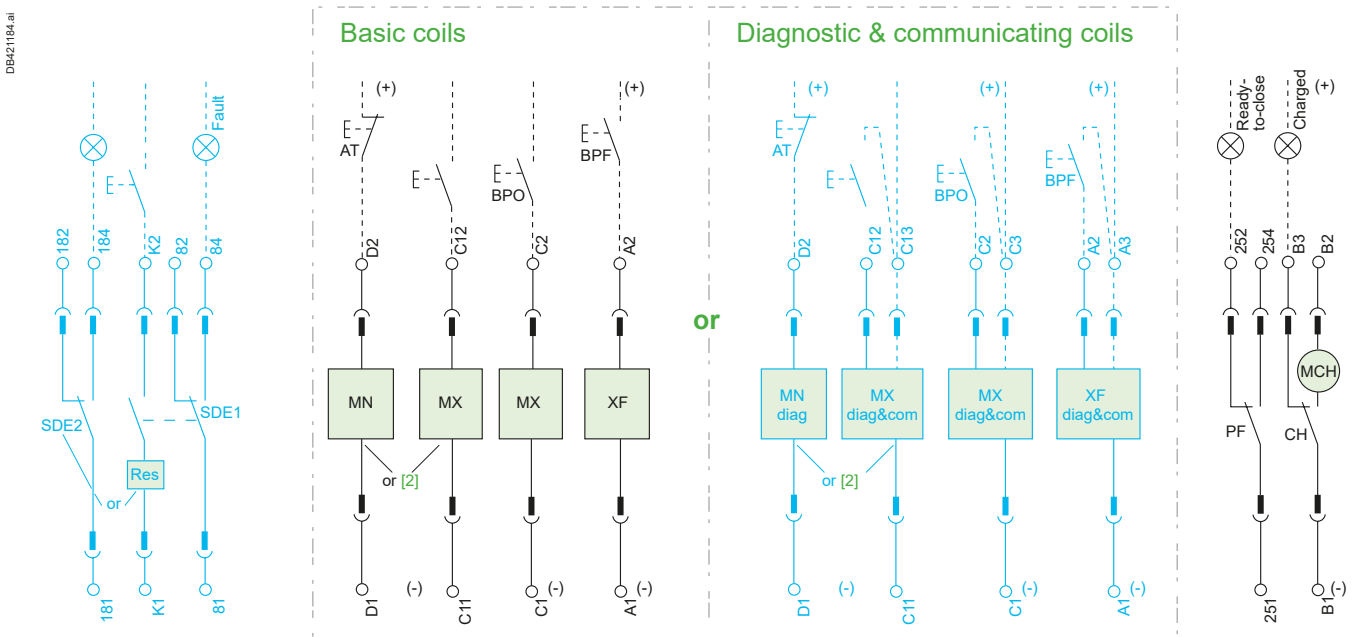 DB421184.ai
Basic coils
Diagnostic & communicating coils
Fault
182
184
K2
82
84
SDE2
SDE1
Res
or
181
K1
81
(+)
(+)
AT
BPO
BPF
D2
C12
C2
A2
MN
MX
MX
XF
or [2]
D1
(-)
C11
C1
(-)
A1
(-)
or
(+)
(+)
(+)
AT
BPO
BPF
D2
C12
C13
C2
C3
A2
A3
MN
diag
MX
diag&com
MX
diag&com
XF
diag&com
or [2]
D1
(-)
C11
C1
(-)
A1
(-)
Ready-
to-close
Charged
(+)
252
254
B3
B2
MCH
PF
CH
251
B1
(-)